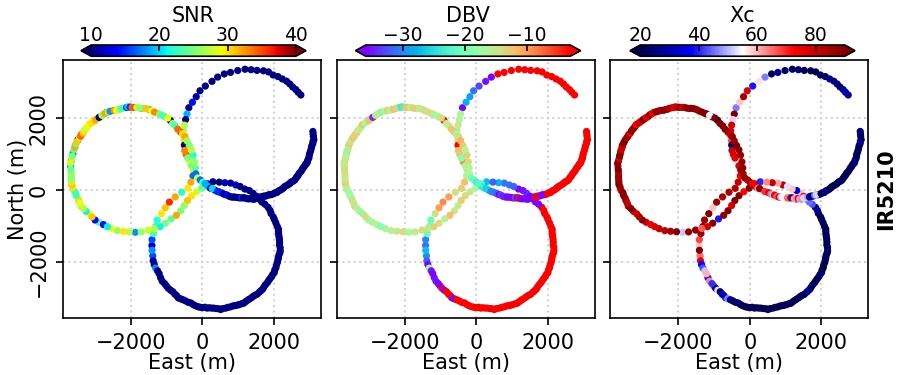 SNR DBV Xc
10 20 30 40 −30 −20 −10 20 40 60 80
2000
0
−2000
North (m)
−2000 0 2000 −2000 0 2000 −2000 0 2000
East (m) East (m) East (m)
IR5210